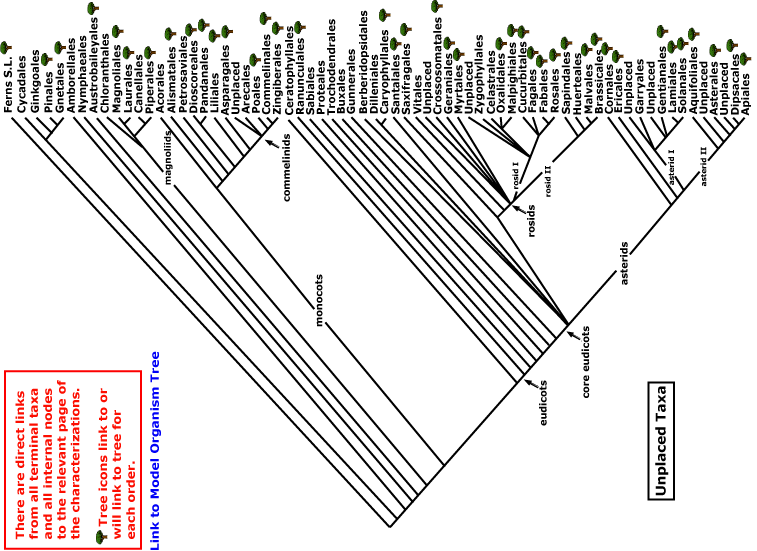 Ferns S.L.
Cycadales
Ginkgoales
Pinales
Gnetales
Amborellales
Nymphaeales
Austrobaileyales
Chloranthales
Magnoliales
Laurales
Canellales
Piperales
Acorales
Alismatales
Petrosaviales
Dioscoreales
Pandanales
Liliales
Asparagales
Unplaced
Arecales
Poales
Commelinales
Zingiberales
Ceratophyllales
Ranunculales
Sabiales
Proteales
Trochodendrales
Buxales
Gunnerales
Berberidopsidales
Dilleniales
Caryophyllales
Santalales
Saxifragales
Vitales
Unplaced
Crossosomatales
Geraniales
Myrtales
Unplaced
Zygophyllales
Celastrales
Oxalidales
Malpighiales
Cucurbitales
Fagales
Fabales
Rosales
Sapindales
Huerteales
Malvales
Brassicales
Cornales
Ericales
Unplaced
Garryales
Unplaced
Gentianales
Lamiales
Solanales
Aquifoliales
Unplaced
Asterales
Unplaced
Dipsacales
Apiales
magnoliids
commelinids
rosid I
rosid II
asterid I
asterid II
rosids
asterids
monocots
core eudicots
eudicots
There are direct links
from all terminal taxa
and all internal nodes
to the relevant page of
the characterizations.
Tree icons link to or
will link to tree for
each order.
Link to Model Organism Tree
Unplaced Taxa